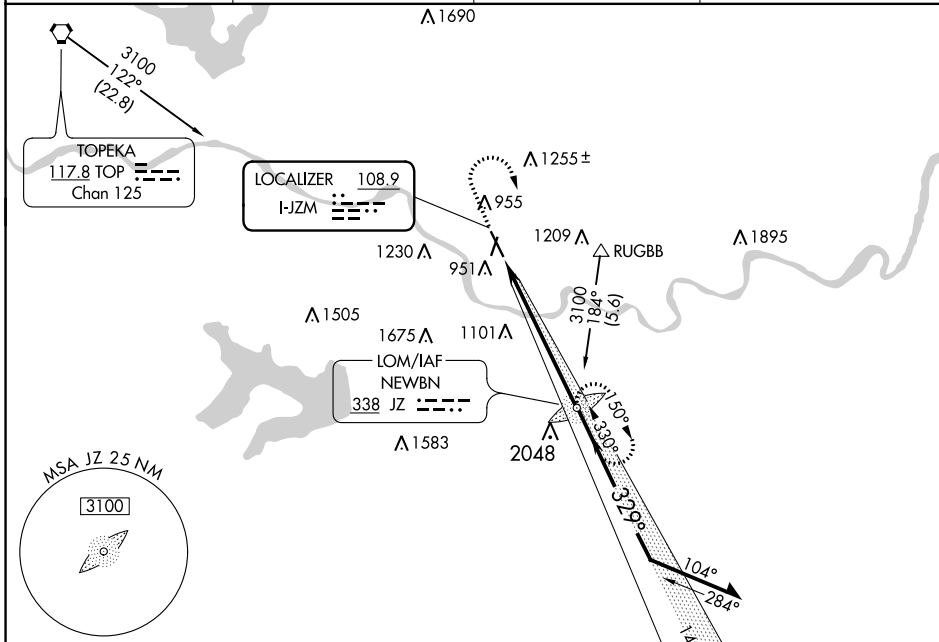 1690
3100
122°
(22.8)
TOPEKA
117.8 TOP
Chan 125
LOCALIZER 108.9
I-JZM
1255 ±
955
1230
951
1209
RUGBB
1895
3100
184°
(5.6)
1505
1675
1101
LOM/IAF
NEWBN
338 JZ
1583
2048
150°
330°
329°
104°
284°
MSA JZ 25 NM
3100